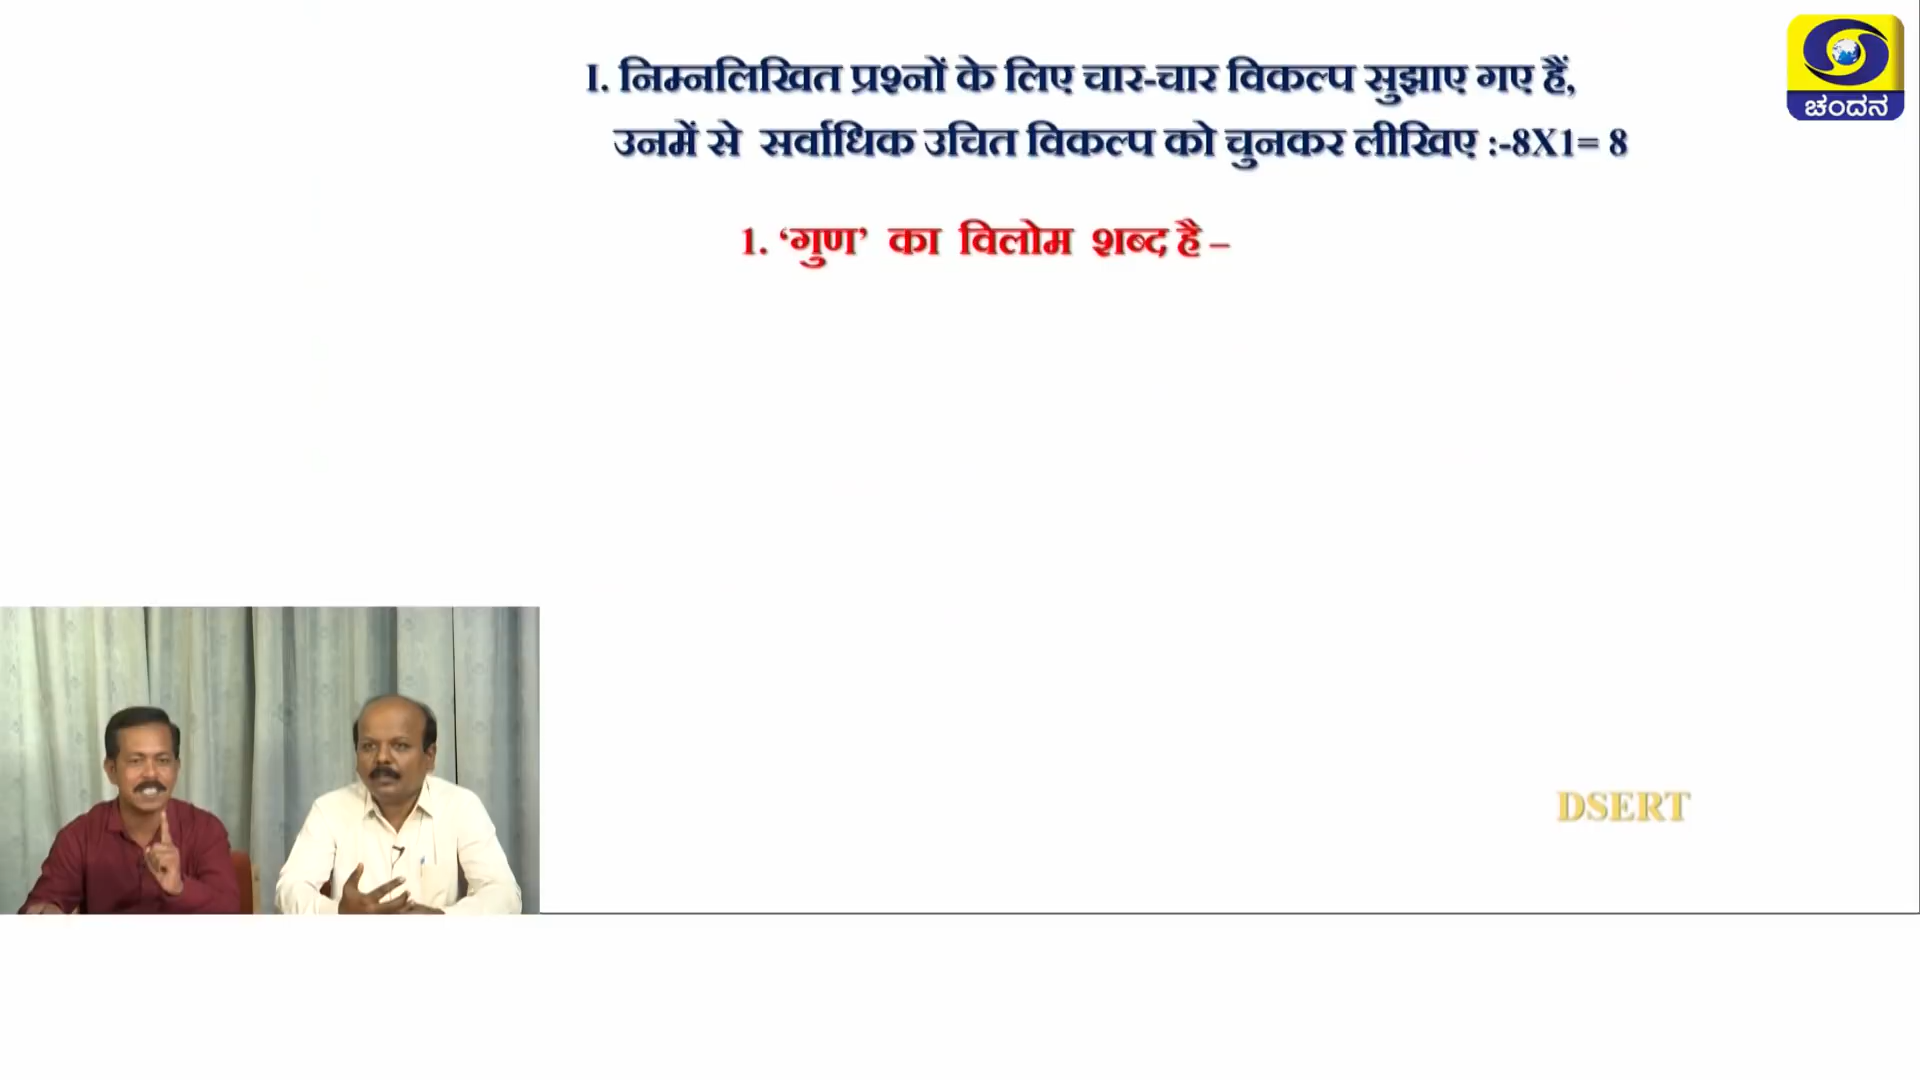 I. निम्नलिखित प्रश्नों के लिए चार-चार विकल्प सुझाए गए हैं,
उनमें से सर्वाधिक उचित विकल्प को चुनकर लीखिए :-8X1= 8
ಚಂದನ
1. ‘गुण’ का विलोम शब्द है –
DSERT